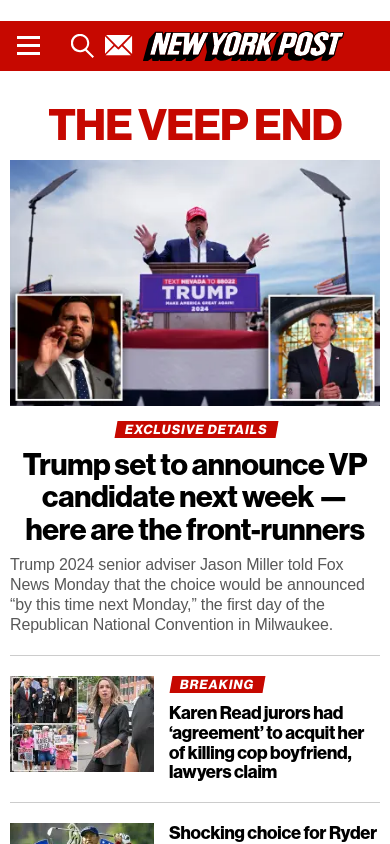 NEW YORK POST
THE VEEP END
TEXT NEVADA TO 88022
TRUMP
MAKE AMERICA GREAT AGAIN!
2024
EXCLUSIVE DETAILS
Trump set to announce VP
candidate next week —
here are the front-runners
Trump 2024 senior adviser Jason Miller told Fox
News Monday that the choice would be announced
“by this time next Monday,” the first day of the
Republican National Convention in Milwaukee.
BREAKING
Karen Read jurors had
‘agreement’ to acquit her
of killing cop boyfriend,
lawyers claim
Shocking choice for Ryder